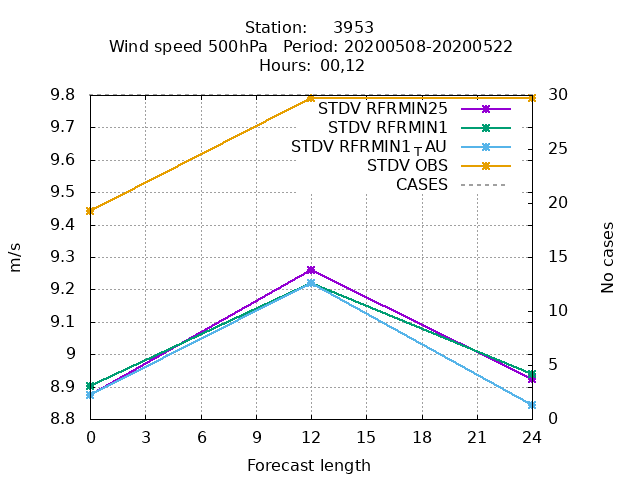 Station: 3953
Wind speed 500hPa Period: 20200508-20200522
Hours: 00,12
9.8
9.7
9.6
9.5
9.4
9.3
9.2
9.1
9
8.9
8.8
m/s
STDV RFRMIN25
STDV RFRMIN1
STDV RFRMIN1TAU
STDV OBS
CASES
30
25
20
15
10
5
0
No cases
0 3 6 9 12 15 18 21 24
Forecast length